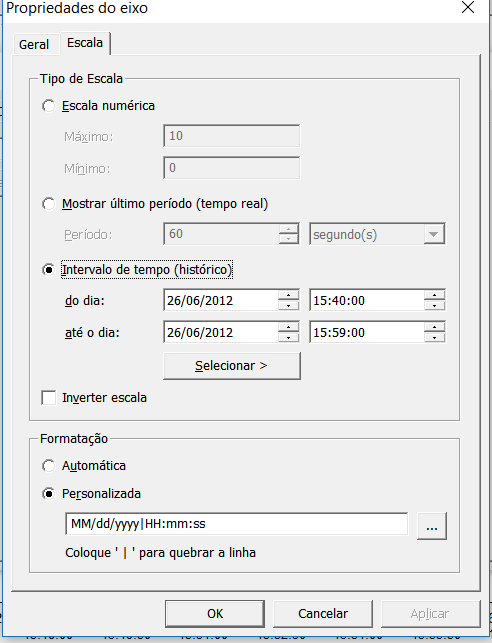 Propriedades do eixo
Geral Escala
Tipo de Escala
Escala numérica
Máximo: 10
Mínimo: 0
Mostrar último período (tempo real)
Período: 60 segundo(s)
Intervalo de tempo (histórico)
do dia: 26/06/2012 15:40:00
até o dia: 26/06/2012 15:59:00
Selecionar >
Inverter escala
Formatação
Automática
Personalizada
MM/dd/yyyy|HH:mm:ss ...
Coloque ' | ' para quebrar a linha
OK Cancelar Aplicar